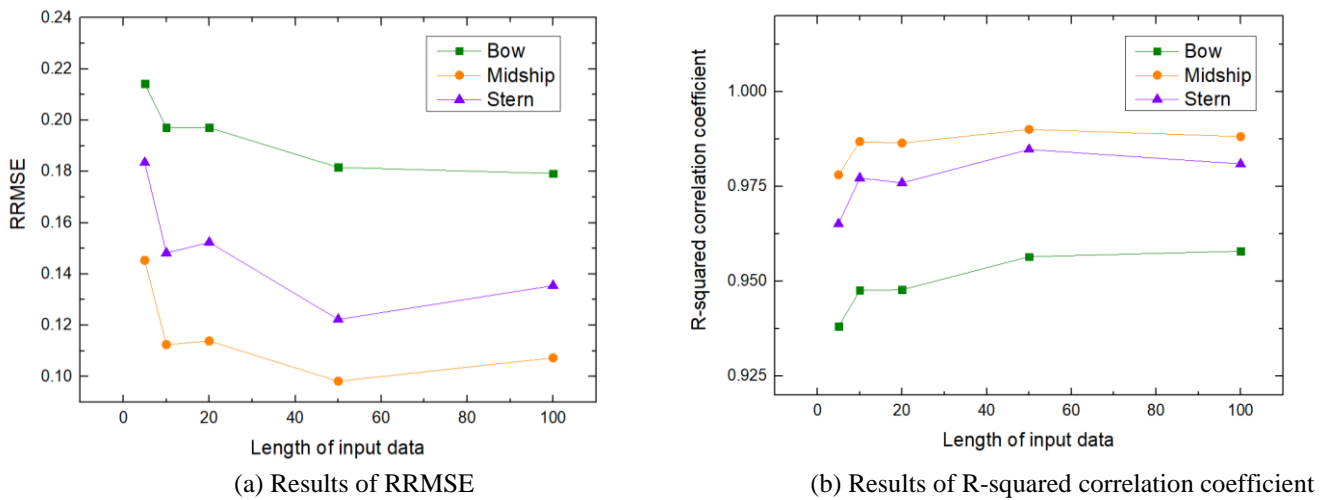 0.24
0.22
0.20
0.18
0.16
0.14
0.12
0.10
RRMSE
Bow
Midship
Stern
0 20 40 60 80 100
Length of input data
(a) Results of RRMSE
1.000
0.975
0.950
0.925
R-squared correlation coefficient
Bow
Midship
Stern
0 20 40 60 80 100
Length of input data
(b) Results of R-squared correlation coefficient